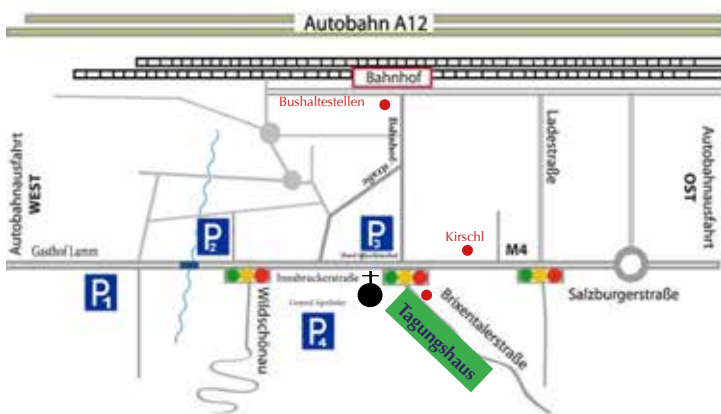 Autobahn A12
Bahnhof
Bushaltestellen
Bahnhof
straße
Ladestraße
Autobahnausfahrt
WEST
Autobahnausfahrt
OST
Gasthof Lamm
P2
P3
Kirschl
M4
P1
Innsbruckerstraße
Salzburgerstraße
Wildschönau
P4
Tagungshaus
Brixentalerstraße